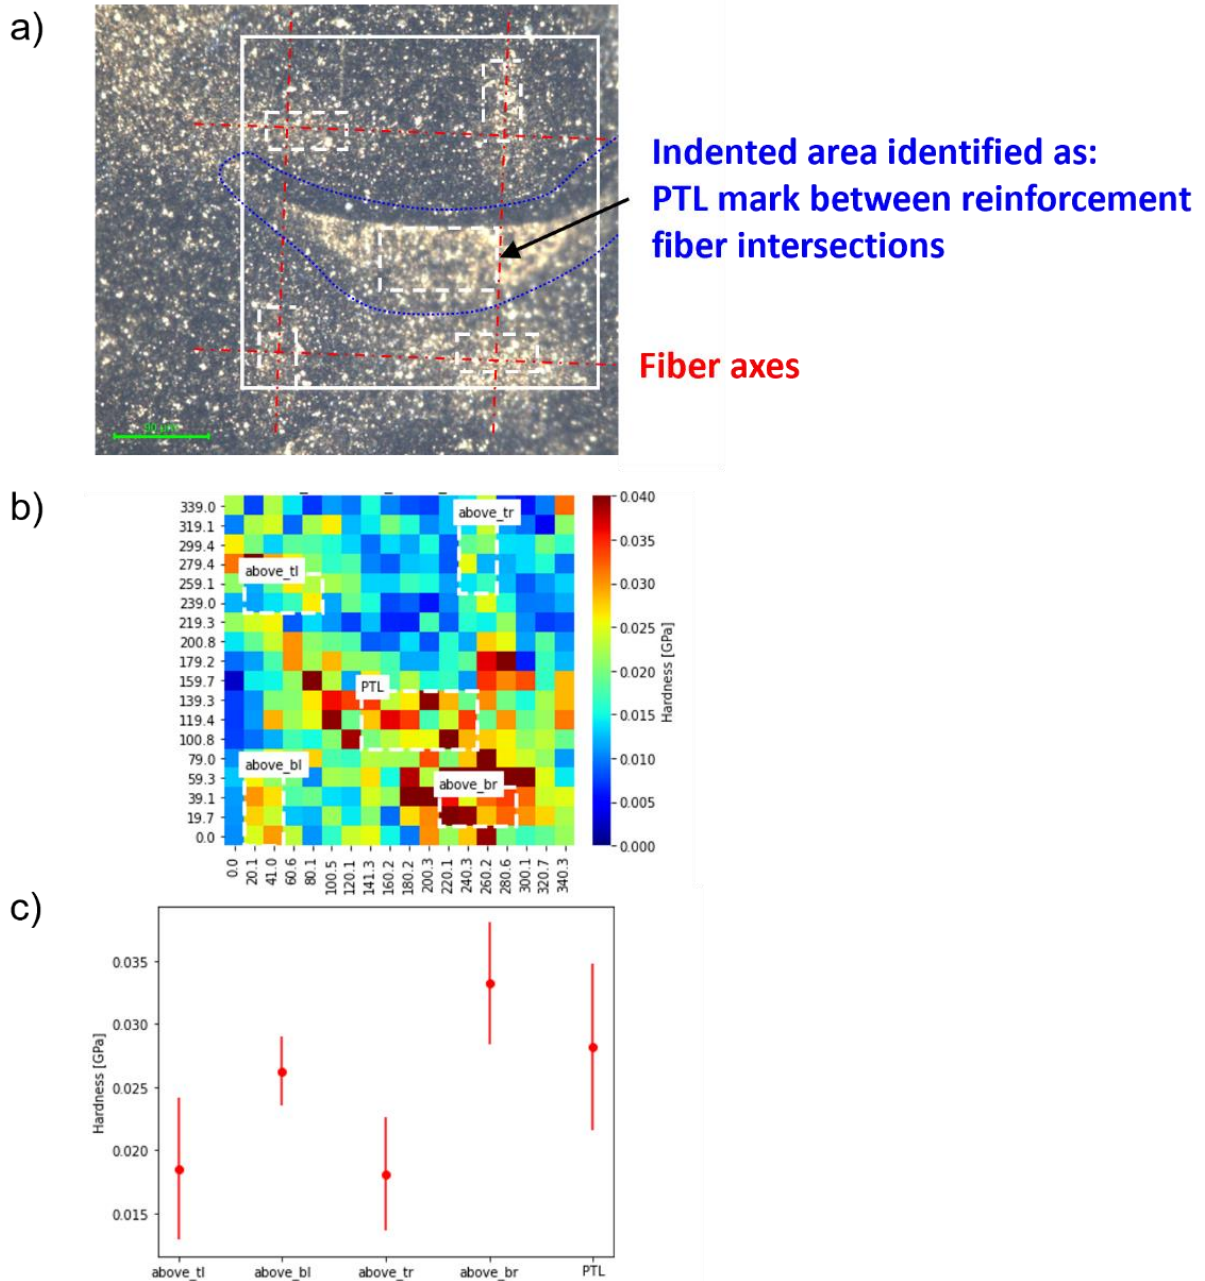 a)
Indented area identified as:
PTL mark between reinforcement
fiber intersections
Fiber axes
b)
339.0
319.1
299.4
279.4
259.1
239.0
219.3
200.8
179.2
159.7
139.3
119.4
100.8
79.0
59.3
39.1
19.7
0.0
above_tr
above_tl
PTL
above_bl
above_br
0.0 20.1 41.0 60.6 80.1 100.5 120.1 141.3 160.2 180.2 200.3 220.1 240.3 260.2 280.6 300.1 320.7 340.3
0.040
0.035
0.030
0.025
0.020
0.015
0.010
0.005
0.000
Hardness [GPa]
c)
Hardness [GPa]
0.035
0.030
0.025
0.020
0.015
above_tl above_bl above_tr above_br PTL